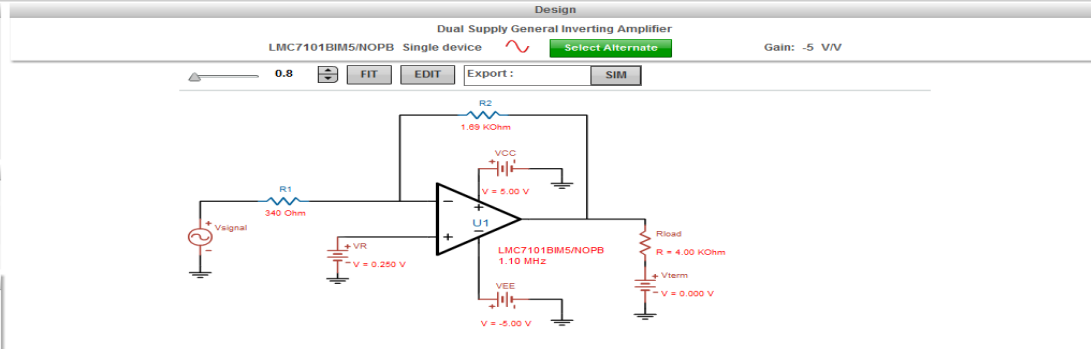 Design
Dual Supply General Inverting Amplifier
LMC7101BIM5/NOPB Single device Select Alternate Gain: -5 V/V
0.8 FIT EDIT Export : SIM
R2
1.69 KOhm
VCC
+ -
V = 5.00 V
R1
340 Ohm
+ Vsignal
-
−
+
U1
+
−
+ VR
- V = 0.250 V
LMC7101BIM5/NOPB
1.10 MHz
VEE
+ -
V = -5.00 V
Rload
R = 4.00 KOhm
+ Vterm
- V = 0.000 V